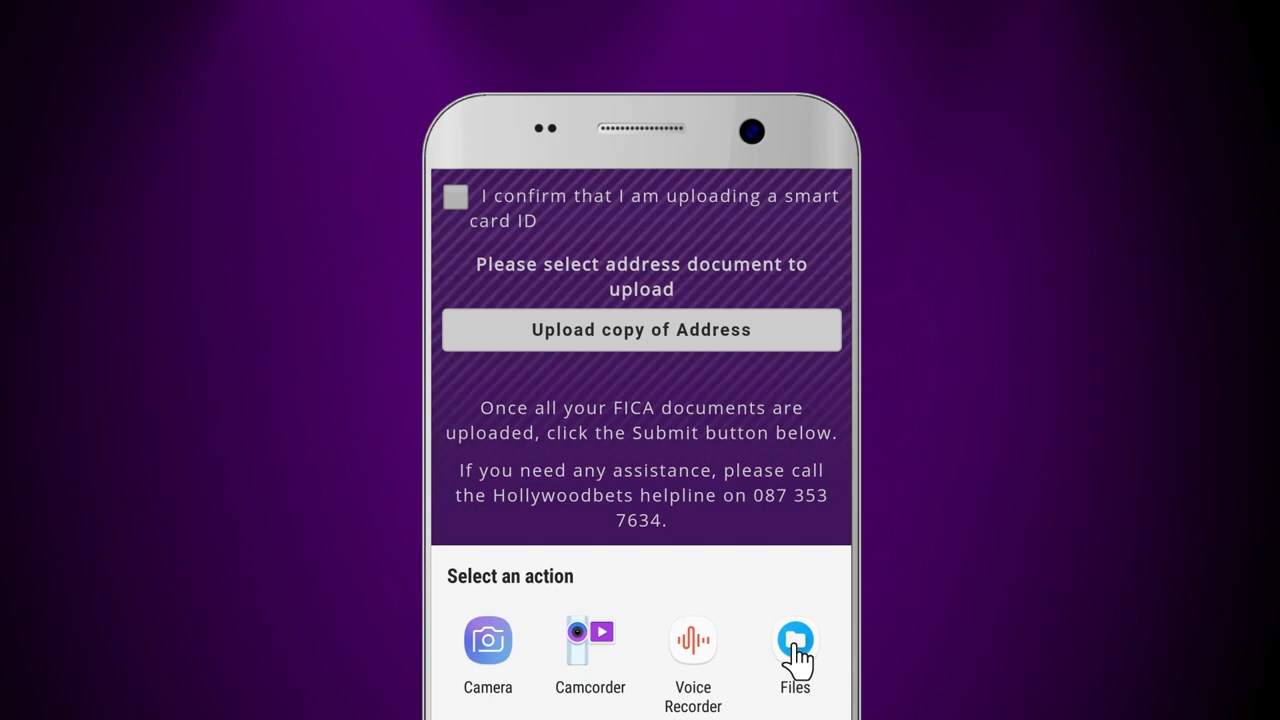 I confirm that I am uploading a smart
card ID
Please select address document to
upload
Upload copy of Address
Once all your FICA documents are
uploaded, click the Submit button below.
If you need any assistance, please call
the Hollywoodbets helpline on 087 353
7634.
Select an action
Camera
Camcorder
Voice
Recorder
Files